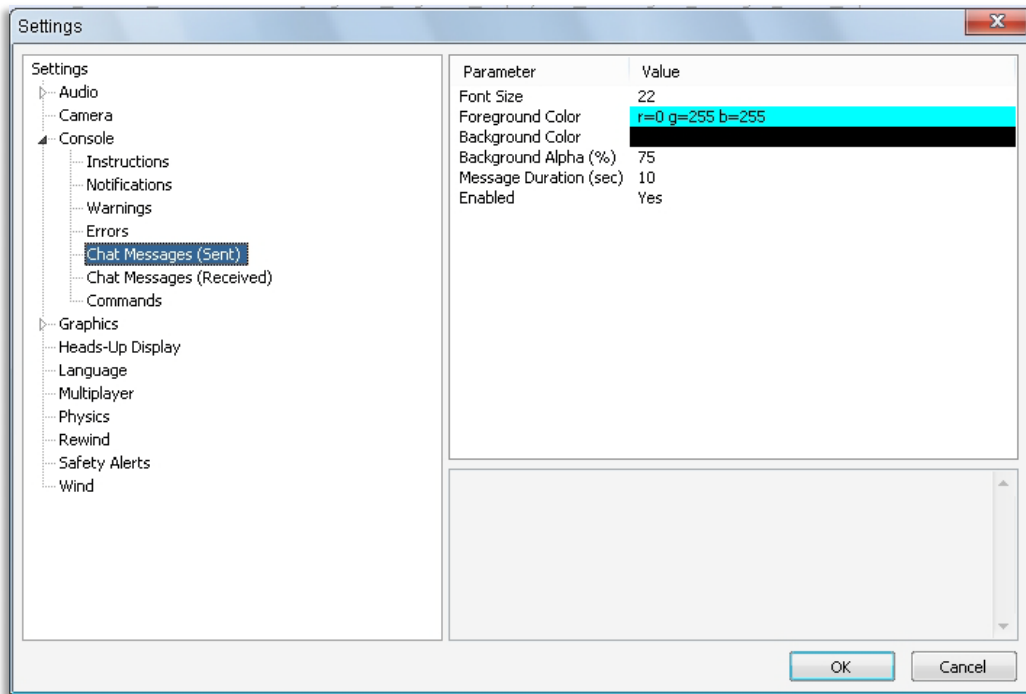 Settings
Settings
Audio
Camera
Console
Instructions
Notifications
Warnings
Errors
Chat Messages (Sent)
Chat Messages (Received)
Commands
Graphics
Heads-Up Display
Language
Multiplayer
Physics
Rewind
Safety Alerts
Wind
Parameter Value
Font Size 22
Foreground Color r=0 g=255 b=255
Background Color
Background Alpha (%) 75
Message Duration (sec) 10
Enabled Yes
OK Cancel